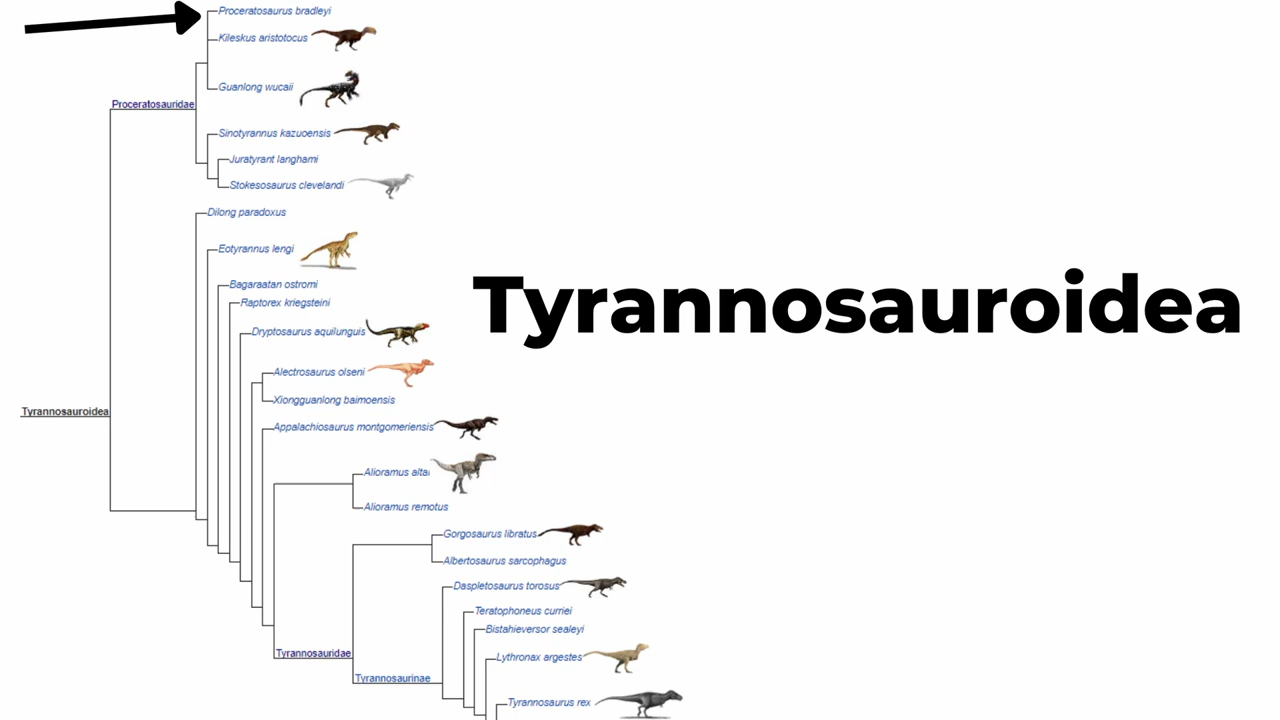 Proceratosaurus bradleyi
Kileskus aristotocus
Guanlong wucaii
Proceratosauridae
Sinotyrannus kazuoensis
Juratyrant langhami
Stokesosaurus clevelandi
Dilong paradoxus
Eotyrannus lengi
Bagaraatan ostromi
Raptorex kriegsteini
Tyrannosauroidea
Dryptosaurus aquilunguis
Alectrosaurus olseni
Xiongguanlong baimoensis
Tyrannosauroidea
Appalachiosaurus montgomeriensis
Alioramus altai
Alioramus remotus
Gorgosaurus libratus
Albertosaurus sarcophagus
Daspletosaurus torosus
Teratophoneus curriei
Bistahieversor sealeyi
Tyrannosauridae
Lythronax argestes
Tyrannosaurinae
Tyrannosaurus rex